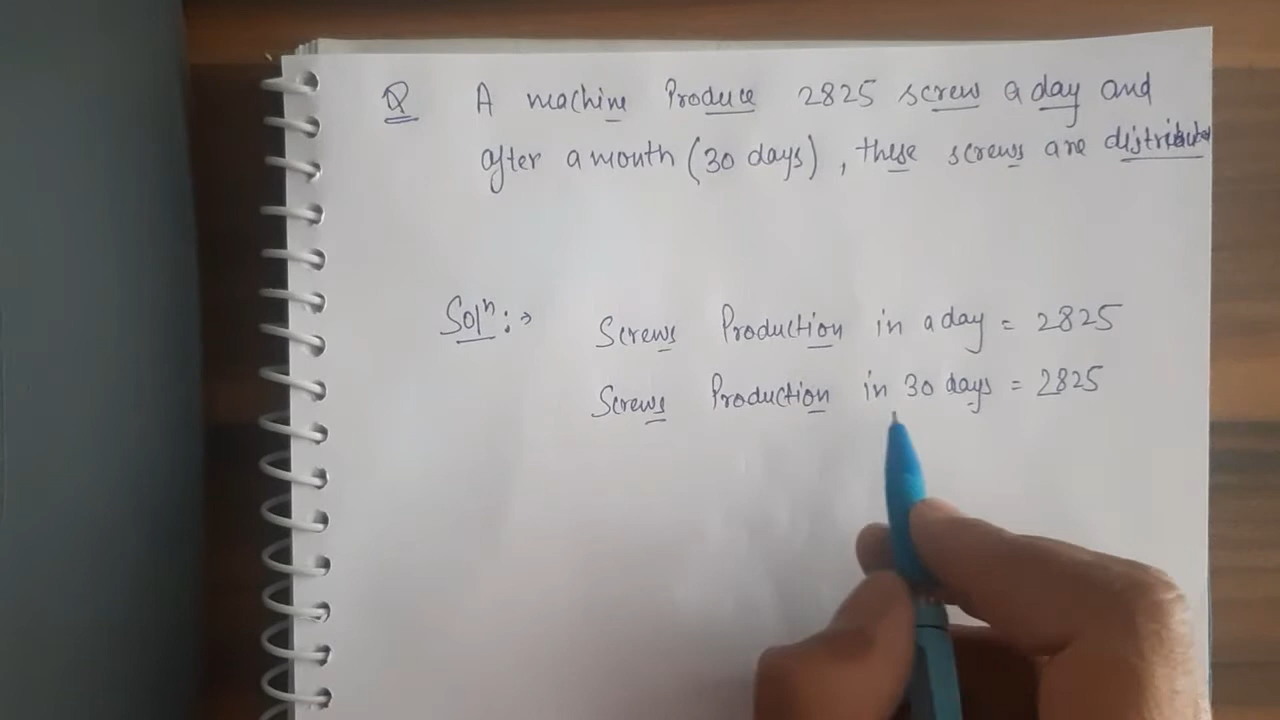 Q A machine Produce 2825 screw a day and
after a month (30 days), these screws are distribute
Solⁿ:→ Screws Production in a day = 2825
Screws Production in 30 days = 2825